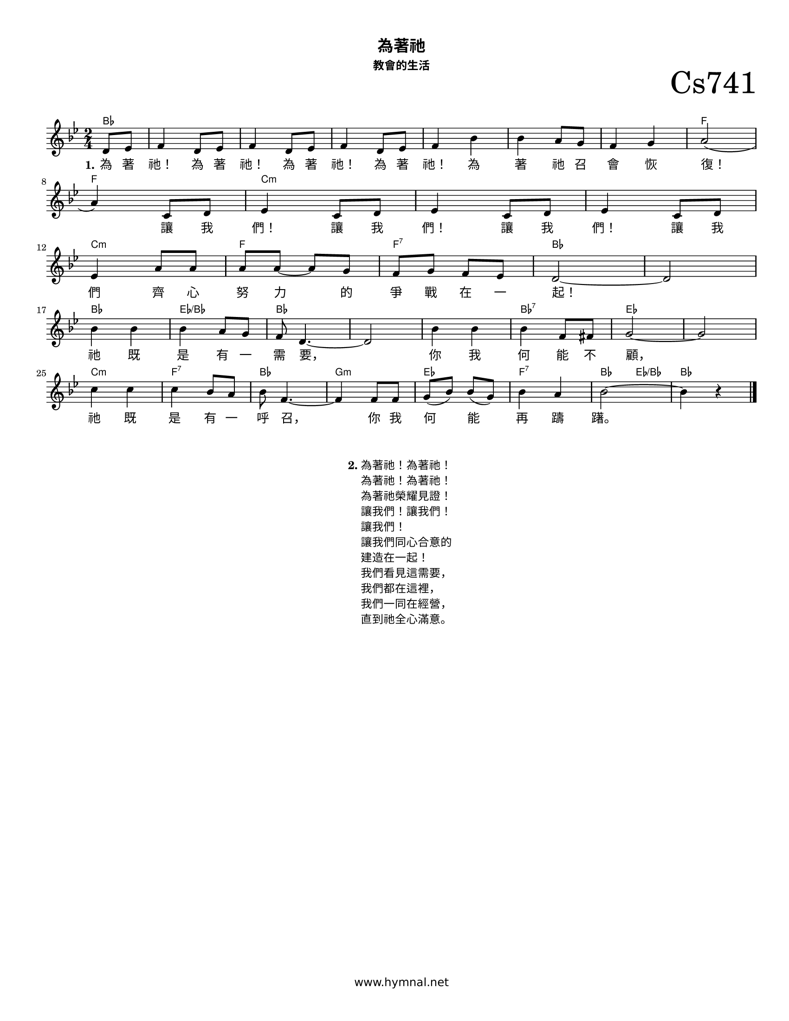 為著祂
教會的生活
Cs741
B♭ F
1. 為 著 祂！ 為 著 祂！ 為 著 祂！ 為 著 祂！ 為 著 祂 召 會 恢 復！
8 F Cm
讓 我 們！ 讓 我 們！ 讓 我 們！ 讓 我
12 Cm F F7 B♭
們 齊 心 努 力 的 爭 戰 在 一 起！
17 B♭ E♭/B♭ B♭ B♭7 E♭
祂 既 是 有 一 需 要， 你 我 何 能 不 顧，
25 Cm F7 B♭ Gm E♭ F7 B♭ E♭/B♭ B♭
祂 既 是 有 一 呼 召， 你 我 何 能 再 躊 躇。
2. 為著祂！為著祂！
為著祂！為著祂！
為著祂榮耀見證！
讓我們！讓我們！
讓我們！
讓我們同心合意的
建造在一起！
我們看見這需要，
我們都在這裡，
我們一同在經營，
直到祂全心滿意。
www.hymnal.net